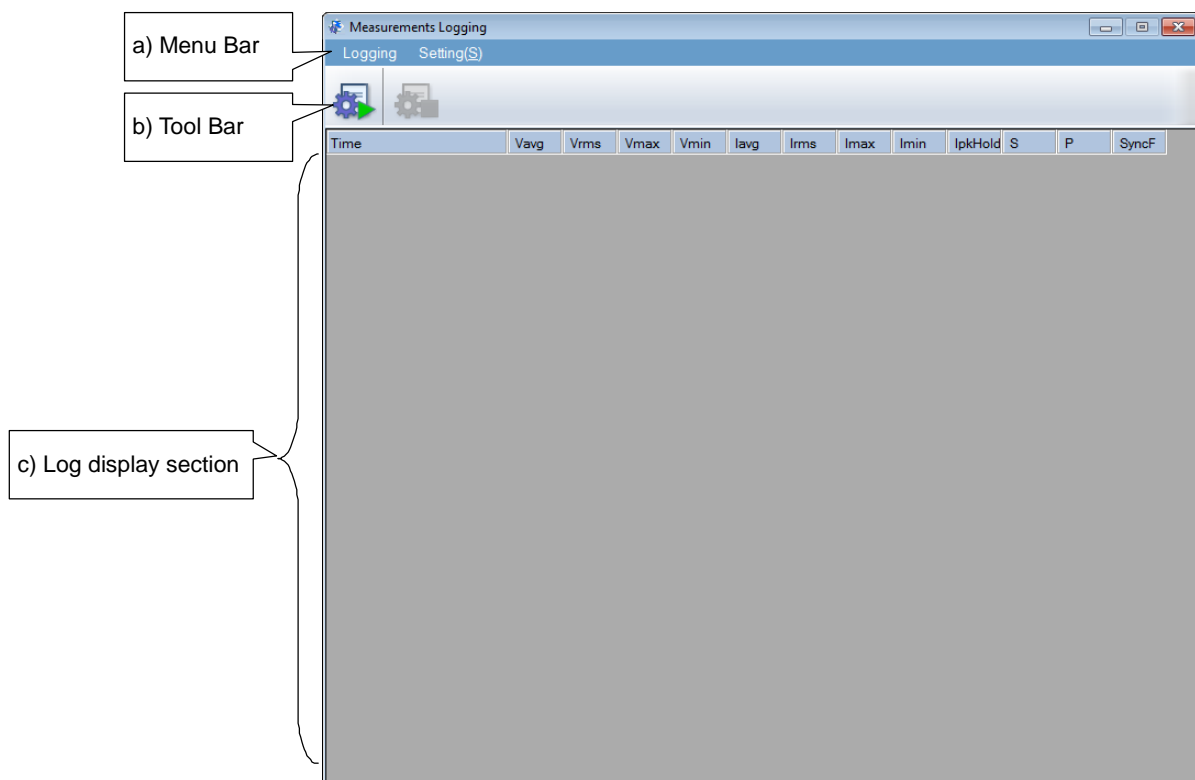 a) Menu Bar
Measurements Logging
Logging Setting(S)
b) Tool Bar
Time Vavg Vrms Vmax Vmin Iavg Irms Imax Imin IpkHold S P SyncF
c) Log display section